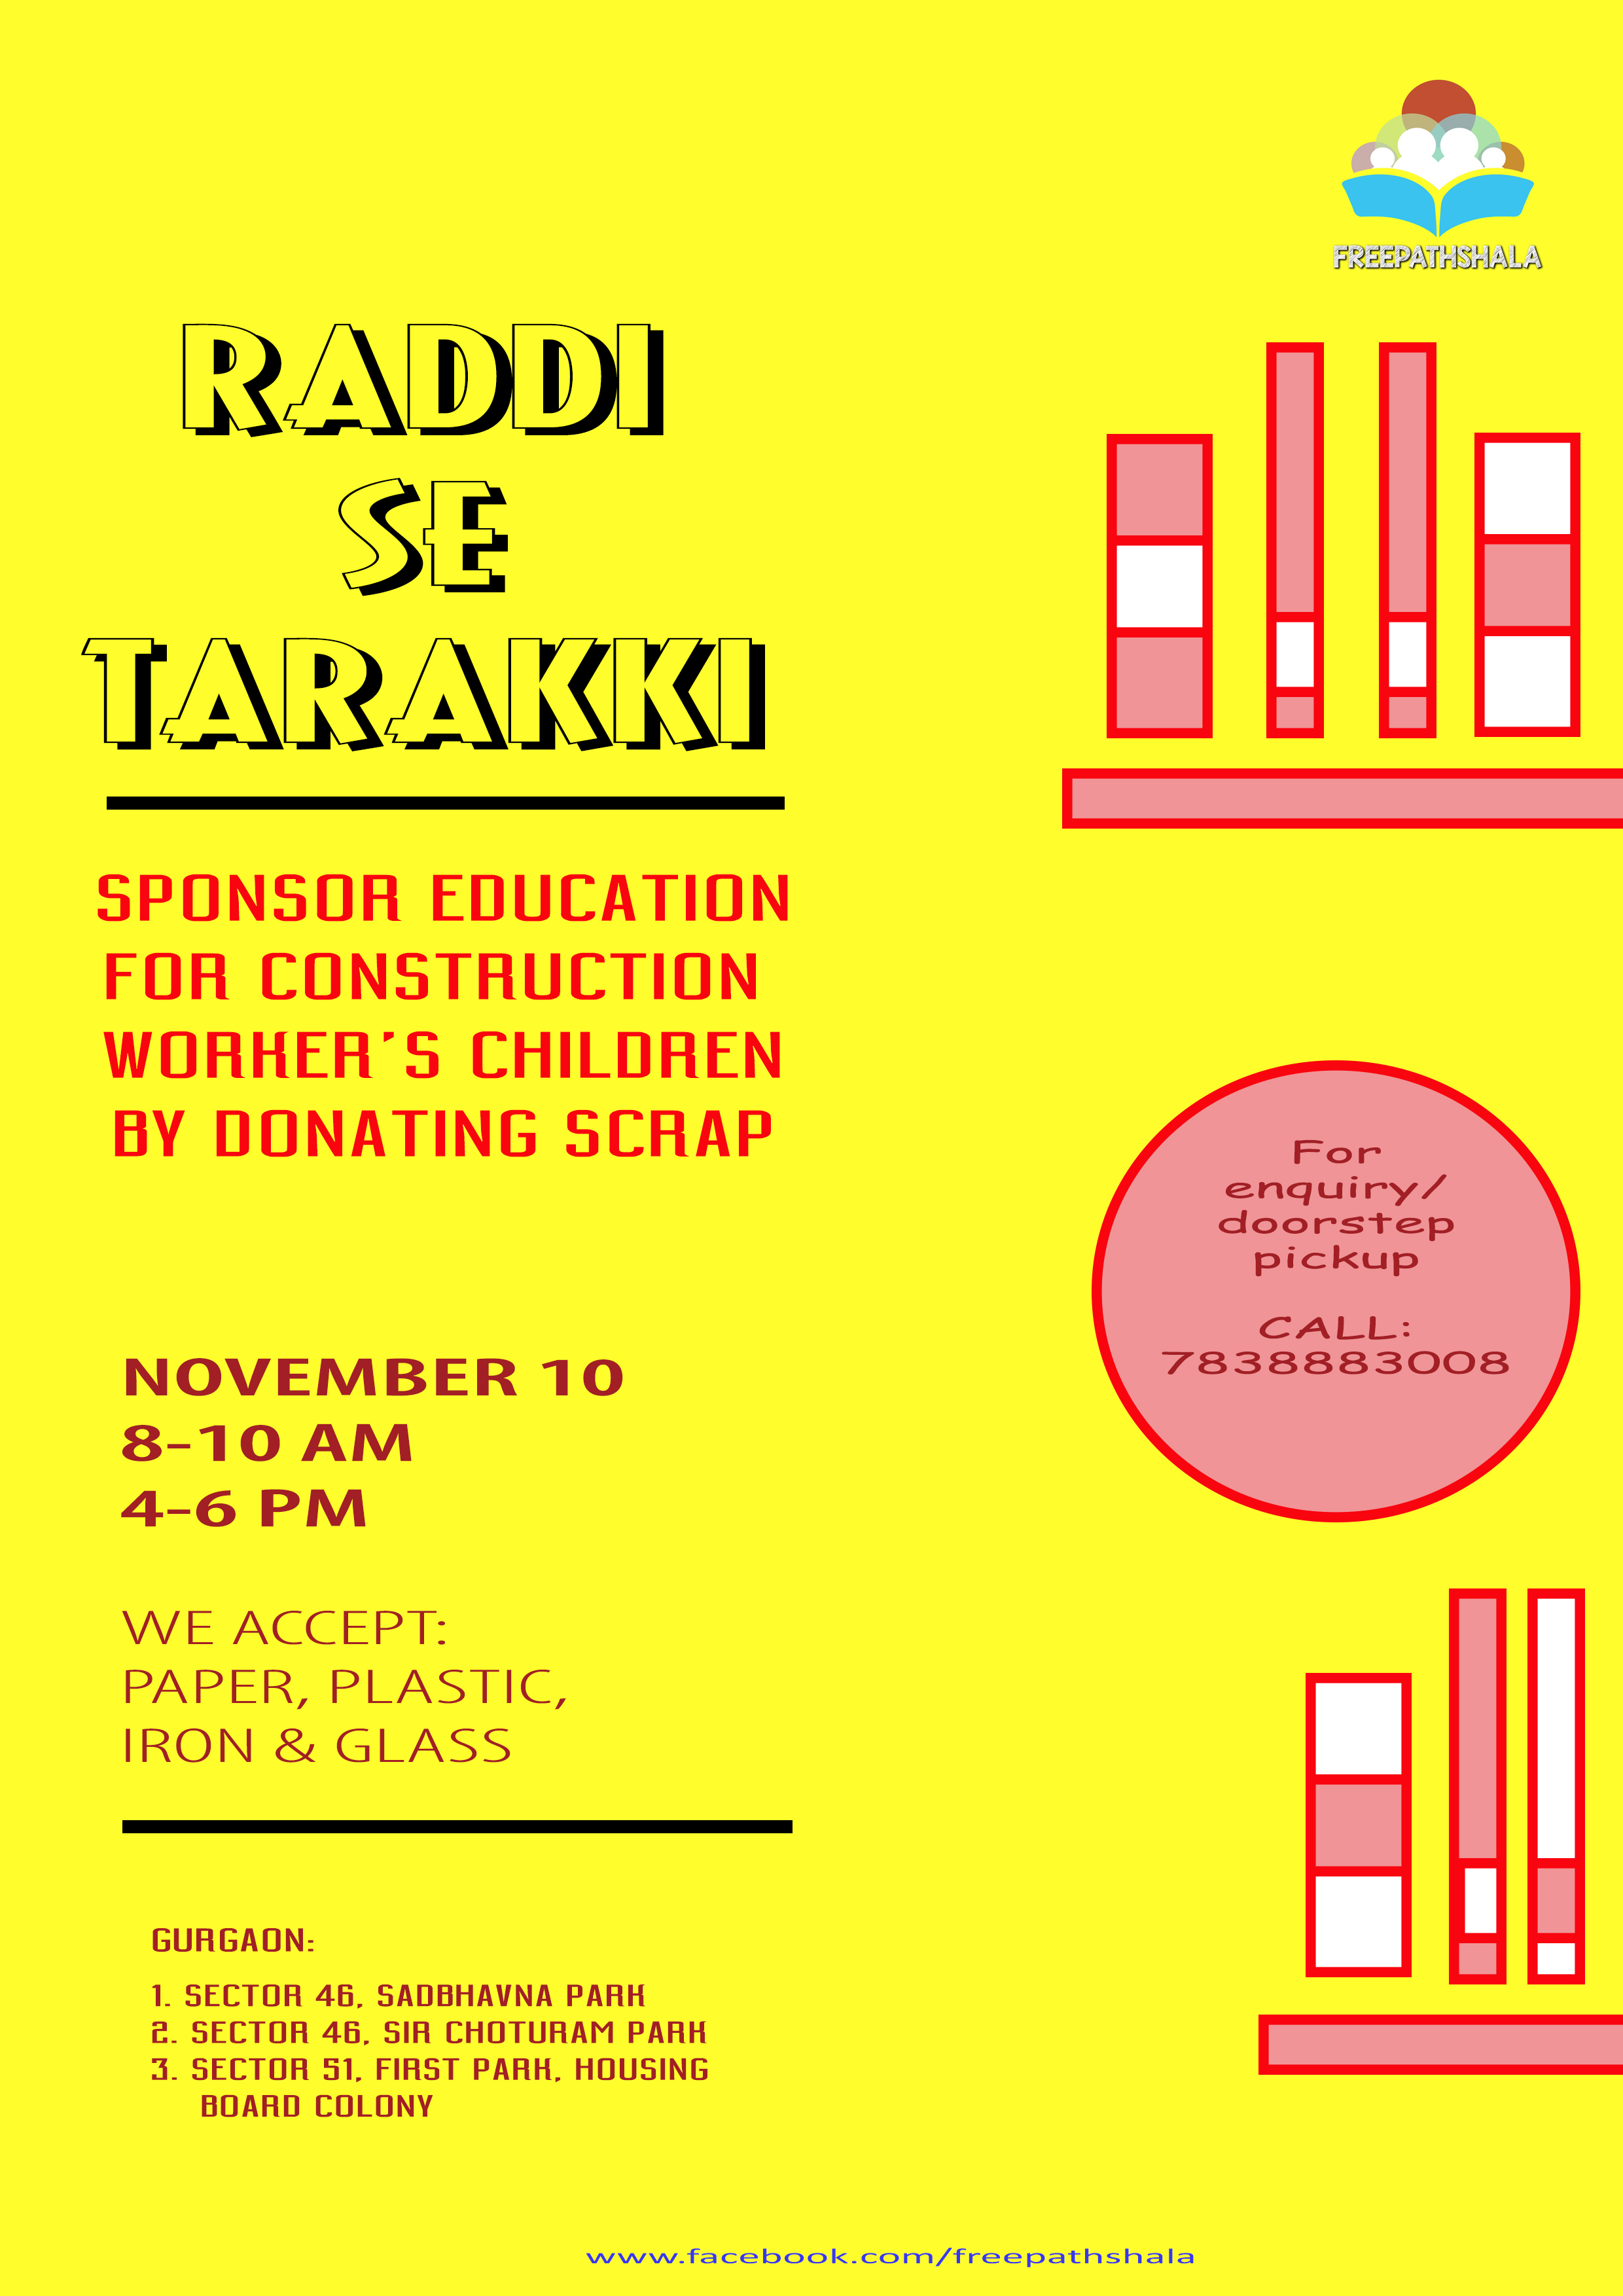 FREEPATHSHALA
RADDI
SE
TARAKKI
SPONSOR EDUCATION
FOR CONSTRUCTION
WORKER'S CHILDREN
BY DONATING SCRAP
For
enquiry/
doorstep
pickup
CALL:
7838883008
NOVEMBER 10
8-10 AM
4-6 PM
WE ACCEPT:
PAPER, PLASTIC,
IRON & GLASS
GURGAON:
1. SECTOR 46, SADBHAVNA PARK
2. SECTOR 46, SIR CHOTURAM PARK
3. SECTOR 51, FIRST PARK, HOUSING
BOARD COLONY
www.facebook.com/freepathshala